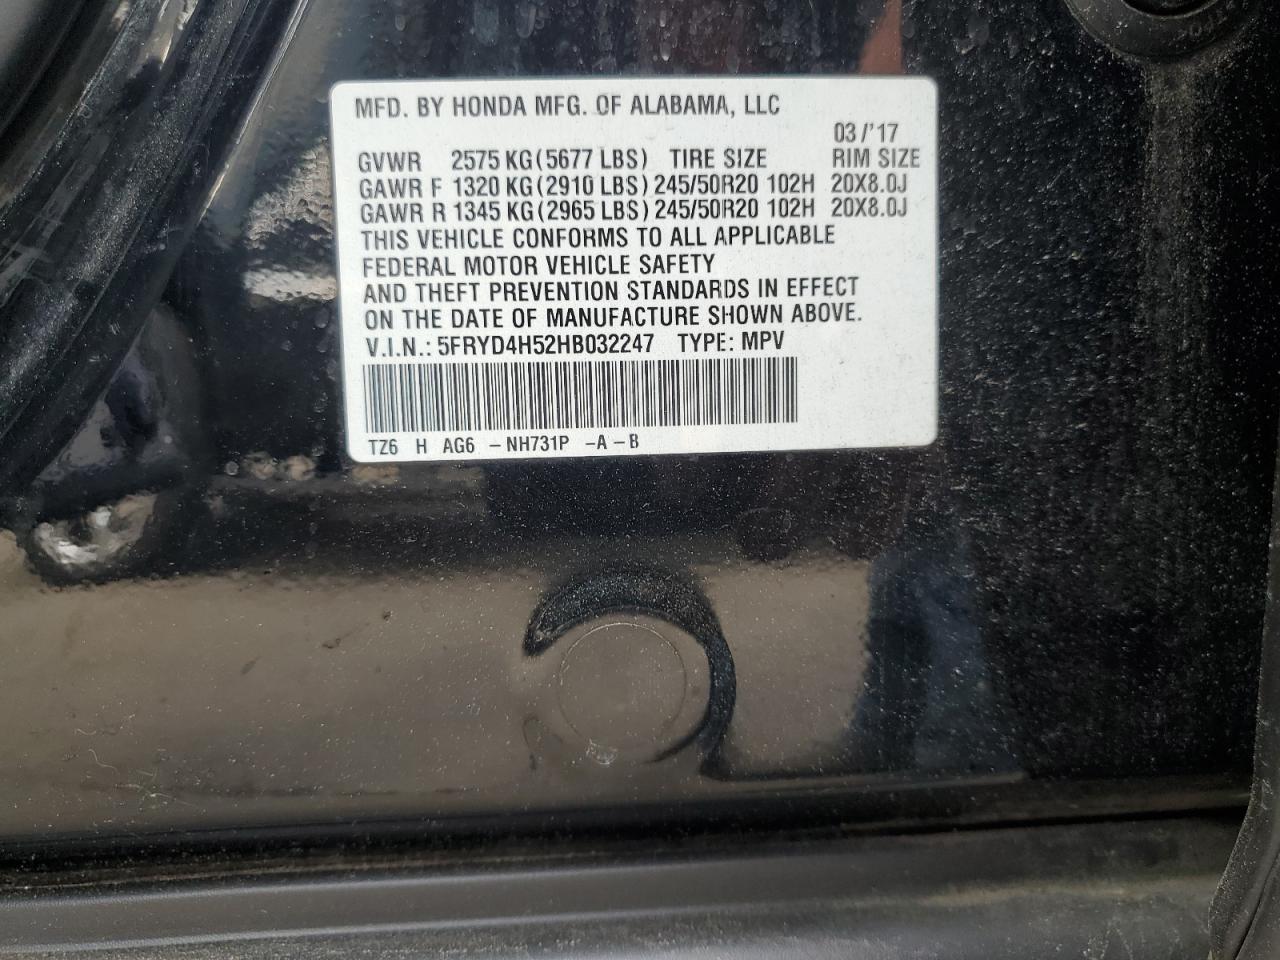 MFD. BY HONDA MFG. OF ALABAMA, LLC
03/'17
GVWR 2575 KG(5677 LBS) TIRE SIZE RIM SIZE
GAWR F 1320 KG(2910 LBS) 245/50R20 102H 20X8.0J
GAWR R 1345 KG(2965 LBS) 245/50R20 102H 20X8.0J
THIS VEHICLE CONFORMS TO ALL APPLICABLE
FEDERAL MOTOR VEHICLE SAFETY
AND THEFT PREVENTION STANDARDS IN EFFECT
ON THE DATE OF MANUFACTURE SHOWN ABOVE.
V.I.N.: 5FRYD4H52HB032247 TYPE: MPV
TZ6 H AG6 -NH731P -A-B